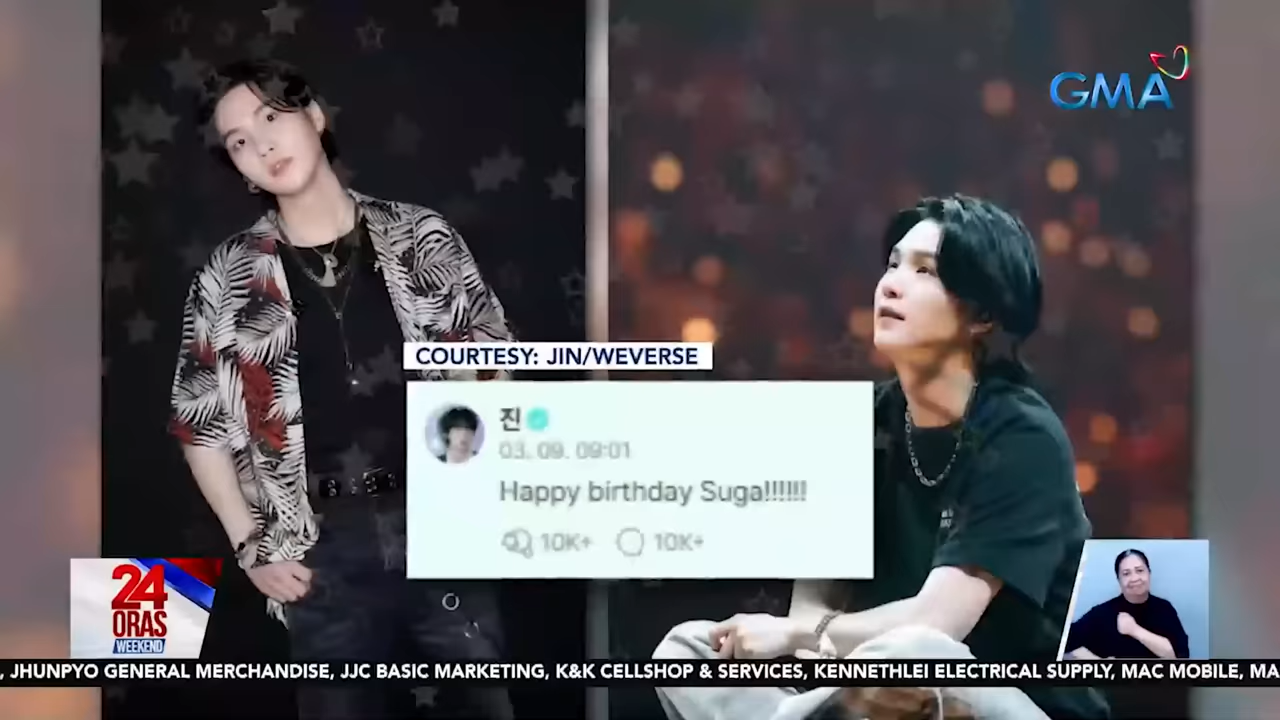 GMA
COURTESY: JIN/WEVERSE
진
03. 09. 09:01
Happy birthday Suga!!!!!!
10K+ 10K+
24
ORAS
WEEKEND
, JHUNPYO GENERAL MERCHANDISE, JJC BASIC MARKETING, K&K CELLSHOP & SERVICES, KENNETHLEI ELECTRICAL SUPPLY, MAC MOBILE, MA